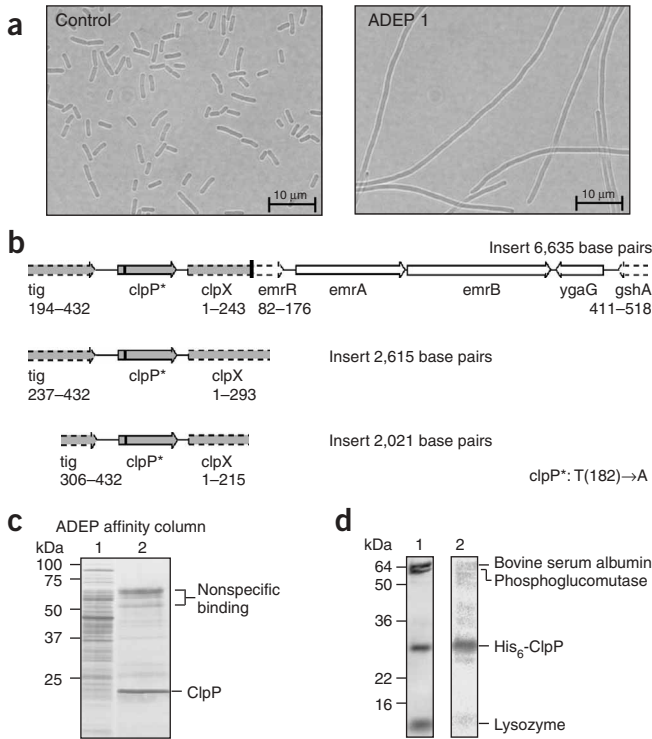 a
Control
ADEP 1
10 µm
10 µm
b
Insert 6,635 base pairs
tig clpP* clpX emrR emrA emrB ygaG gshA
194–432 1–243 82–176 411–518
Insert 2,615 base pairs
tig clpP* clpX
237–432 1–293
Insert 2,021 base pairs
tig clpP* clpX
306–432 1–215
clpP*: T(182)→A
c
ADEP affinity column
kDa 1 2
100
75
50
37
25
Nonspecific
binding
ClpP
d
kDa 1 2
64
50
36
22
16
Bovine serum albumin
Phosphoglucomutase
His6-ClpP
Lysozyme